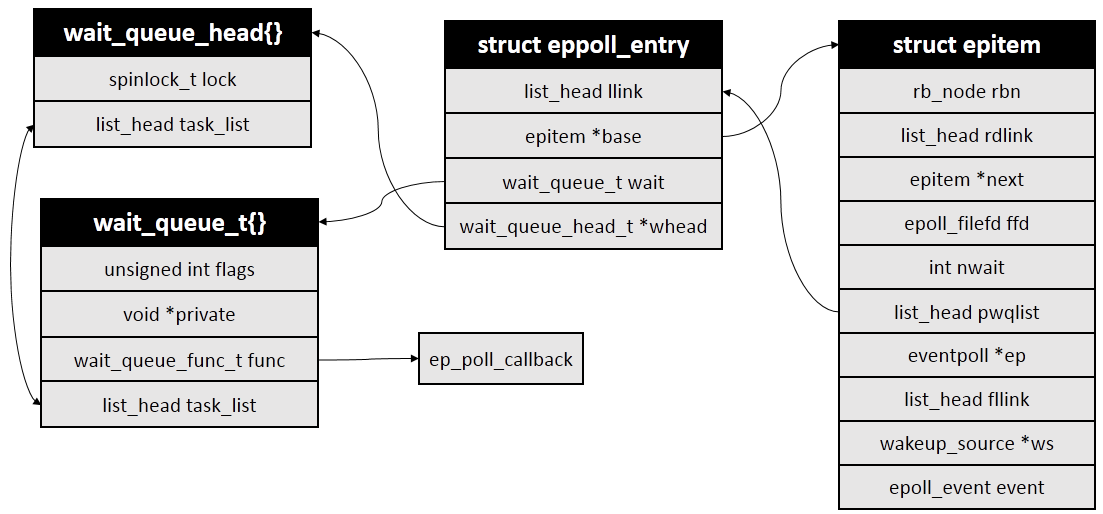 wait_queue_head{}
spinlock_t lock
list_head task_list
wait_queue_t{}
unsigned int flags
void *private
wait_queue_func_t func
list_head task_list
struct eppoll_entry
list_head llink
epitem *base
wait_queue_t wait
wait_queue_head_t *whead
ep_poll_callback
struct epitem
rb_node rbn
list_head rdlink
epitem *next
epoll_filefd ffd
int nwait
list_head pwqlist
eventpoll *ep
list_head fllink
wakeup_source *ws
epoll_event event